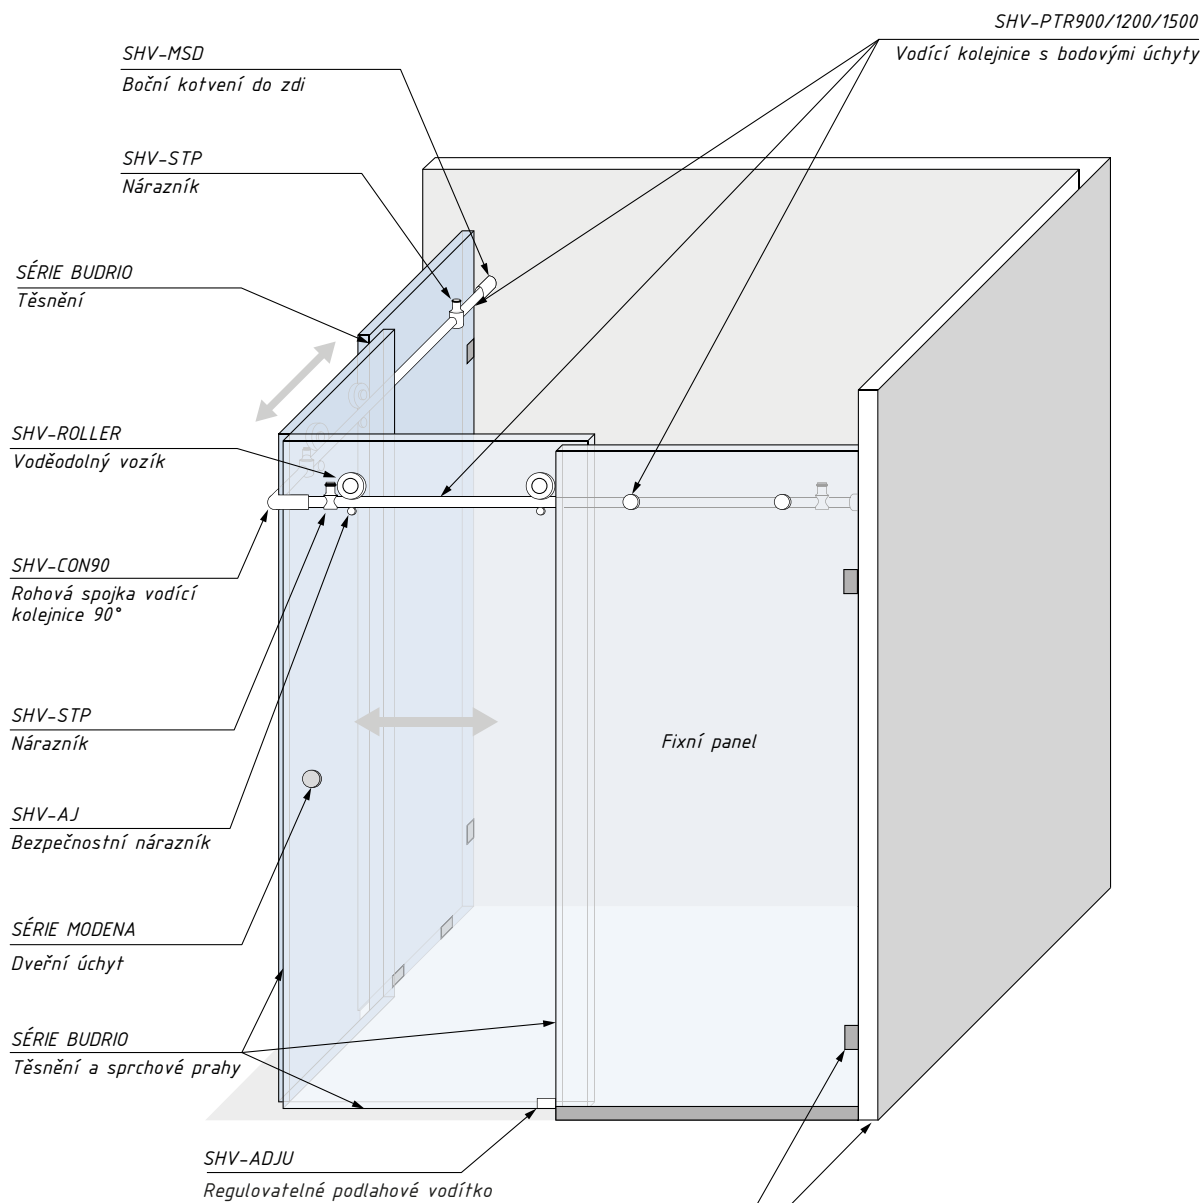 SHV-PTR900/1200/1500
Vodící kolejnice s bodovými úchyty
SHV-MSD
Boční kotvení do zdi
SHV-STP
Nárazník
SÉRIE BUDRIO
Těsnění
SHV-ROLLER
Voděodolný vozík
SHV-CON90
Rohová spojka vodící
kolejnice 90°
SHV-STP
Nárazník
Fixní panel
SHV-AJ
Bezpečnostní nárazník
SÉRIE MODENA
Dveřní úchyt
SÉRIE BUDRIO
Těsnění a sprchové prahy
SHV-ADJU
Regulovatelné podlahové vodítko